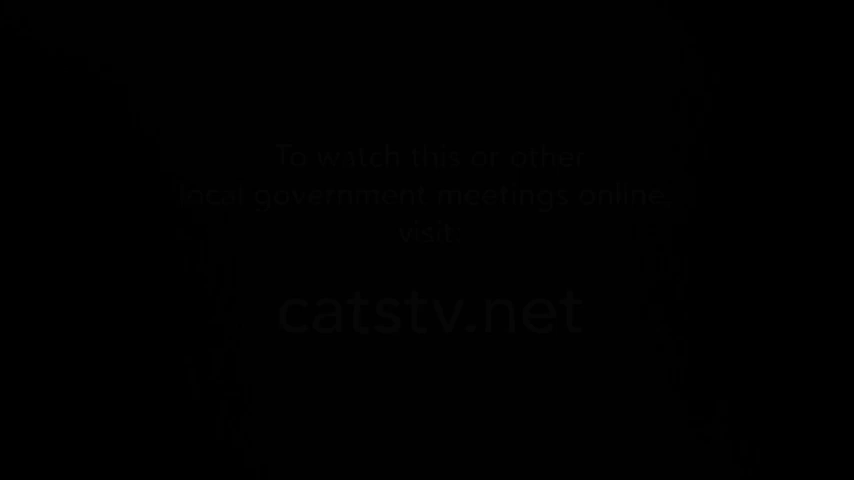 To watch this or other
local government meetings online,
visit
catstv.net